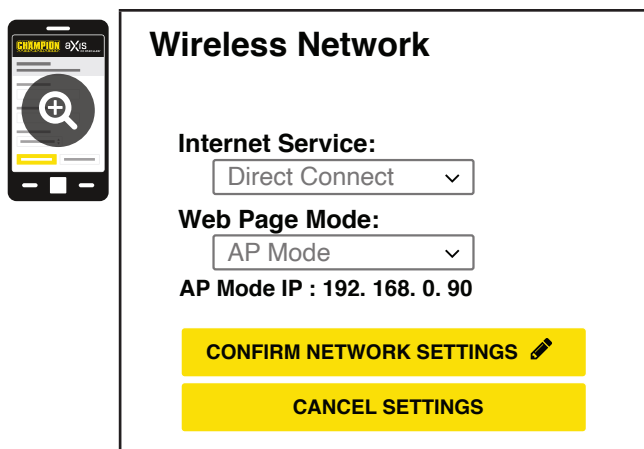 CHAMPION aXis
Wireless Network
Internet Service:
Direct Connect
Web Page Mode:
AP Mode
AP Mode IP : 192. 168. 0. 90
CONFIRM NETWORK SETTINGS
CANCEL SETTINGS